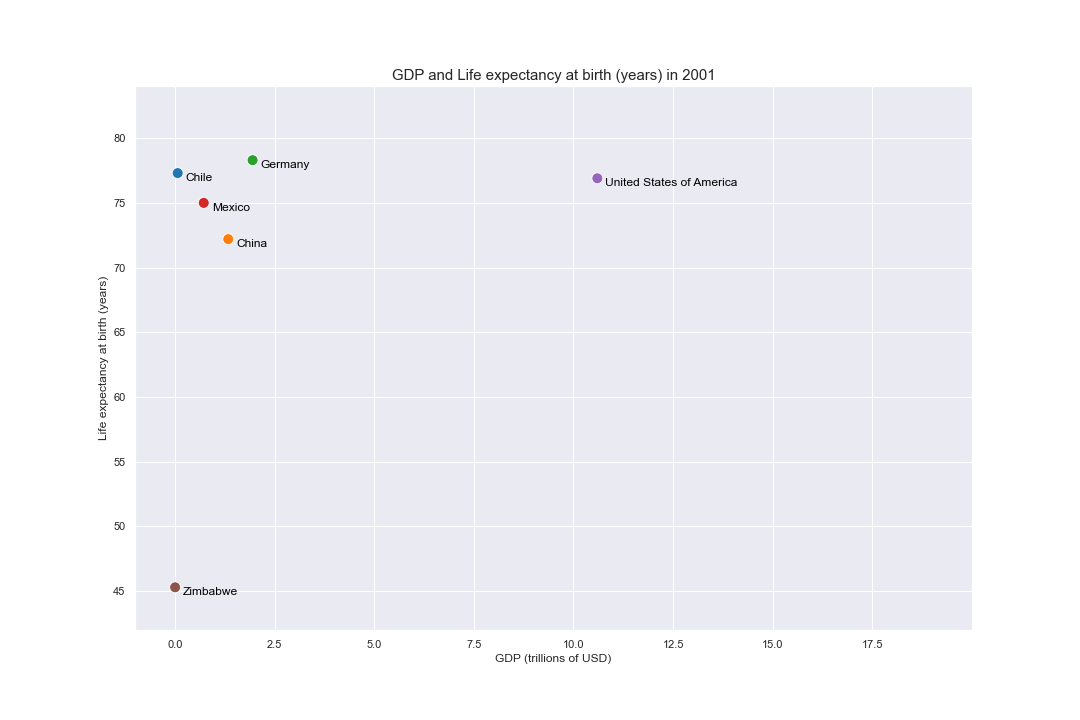 GDP and Life expectancy at birth (years) in 2001
80
75
70
65
60
55
50
45
Life expectancy at birth (years)
Germany
Chile
United States of America
Mexico
China
Zimbabwe
0.0 2.5 5.0 7.5 10.0 12.5 15.0 17.5
GDP (trillions of USD)